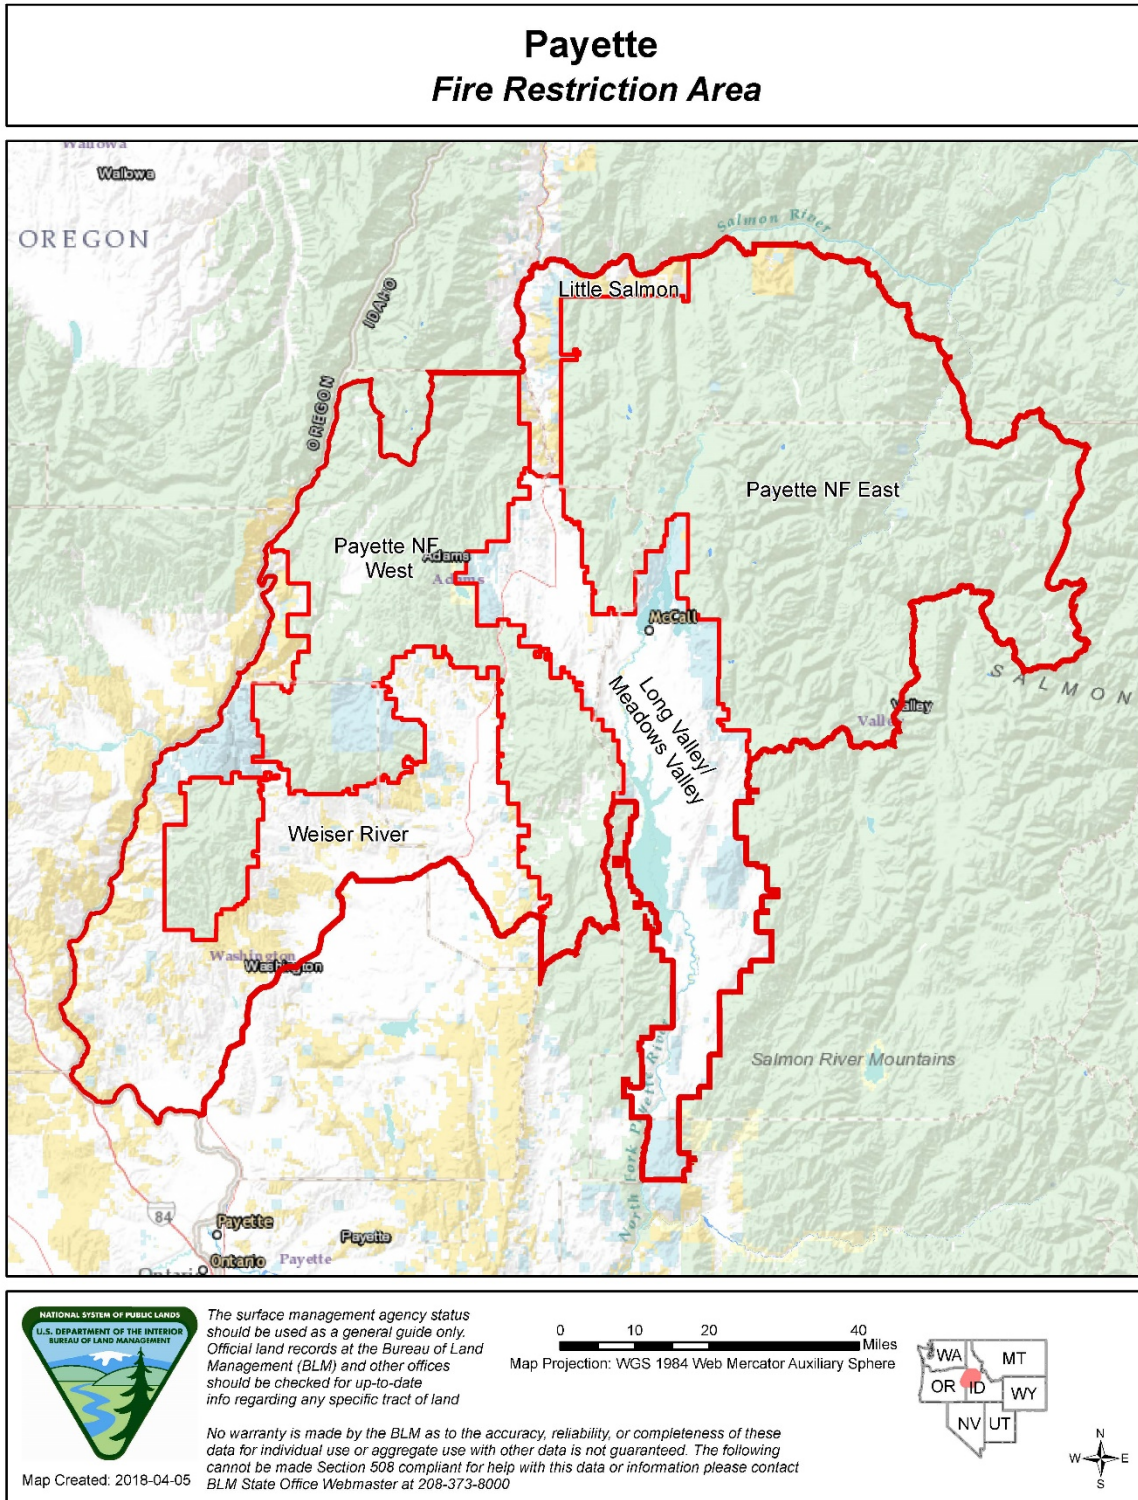 Payette
Fire Restriction Area
Wallowa
Wallowa
OREGON
Salmon River
IDAHO
OREGON
Little Salmon
Payette NF East
Payette NF
West
Adams
Adams
McCall
SALMON
Valley
Long Valley/
Meadows Valley
Weiser River
Washington
Washington
Salmon River Mountains
North Fork Payette River
84
Payette
Payette
Ontario
Payette
NATIONAL SYSTEM OF PUBLIC LANDS
U.S. DEPARTMENT OF THE INTERIOR
BUREAU OF LAND MANAGEMENT
Map Created: 2018-04-05
The surface management agency status
should be used as a general guide only.
Official land records at the Bureau of Land
Management (BLM) and other offices
should be checked for up-to-date
info regarding any specific tract of land
No warranty is made by the BLM as to the accuracy, reliability, or completeness of these
data for individual use or aggregate use with other data is not guaranteed. The following
cannot be made Section 508 compliant for help with this data or information please contact
BLM State Office Webmaster at 208-373-8000
0 10 20 40
Miles
Map Projection: WGS 1984 Web Mercator Auxiliary Sphere
WA
MT
OR
ID
WY
NV
UT
N
W E
S